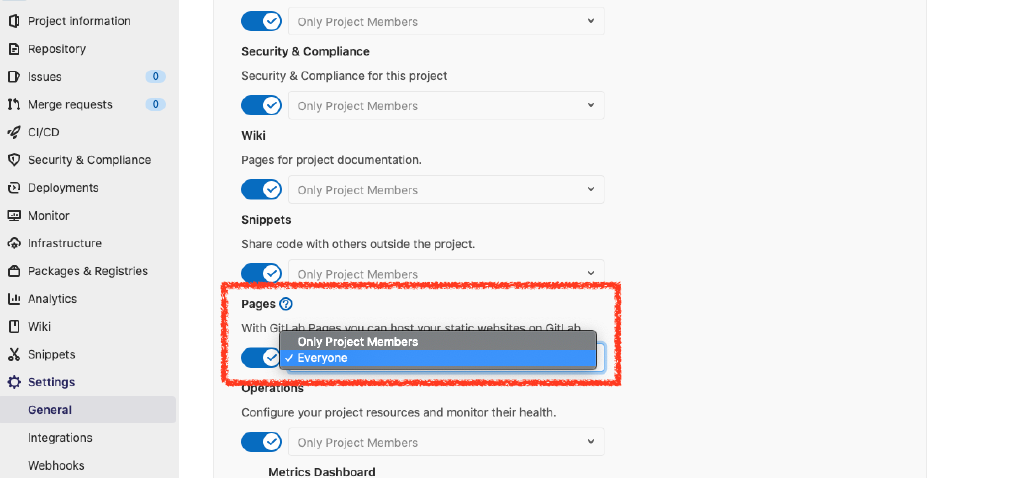 Project information
Repository
Issues 0
Merge requests 0
CI/CD
Security & Compliance
Deployments
Monitor
Infrastructure
Packages & Registries
Analytics
Wiki
Snippets
Settings
General
Integrations
Webhooks
Only Project Members
Security & Compliance
Security & Compliance for this project
Only Project Members
Wiki
Pages for project documentation.
Only Project Members
Snippets
Share code with others outside the project.
Only Project Members
Pages
With GitLab Pages you can host your static websites on GitLab
Only Project Members
✓ Everyone
Operations
Configure your project resources and monitor their health.
Only Project Members
Metrics Dashboard